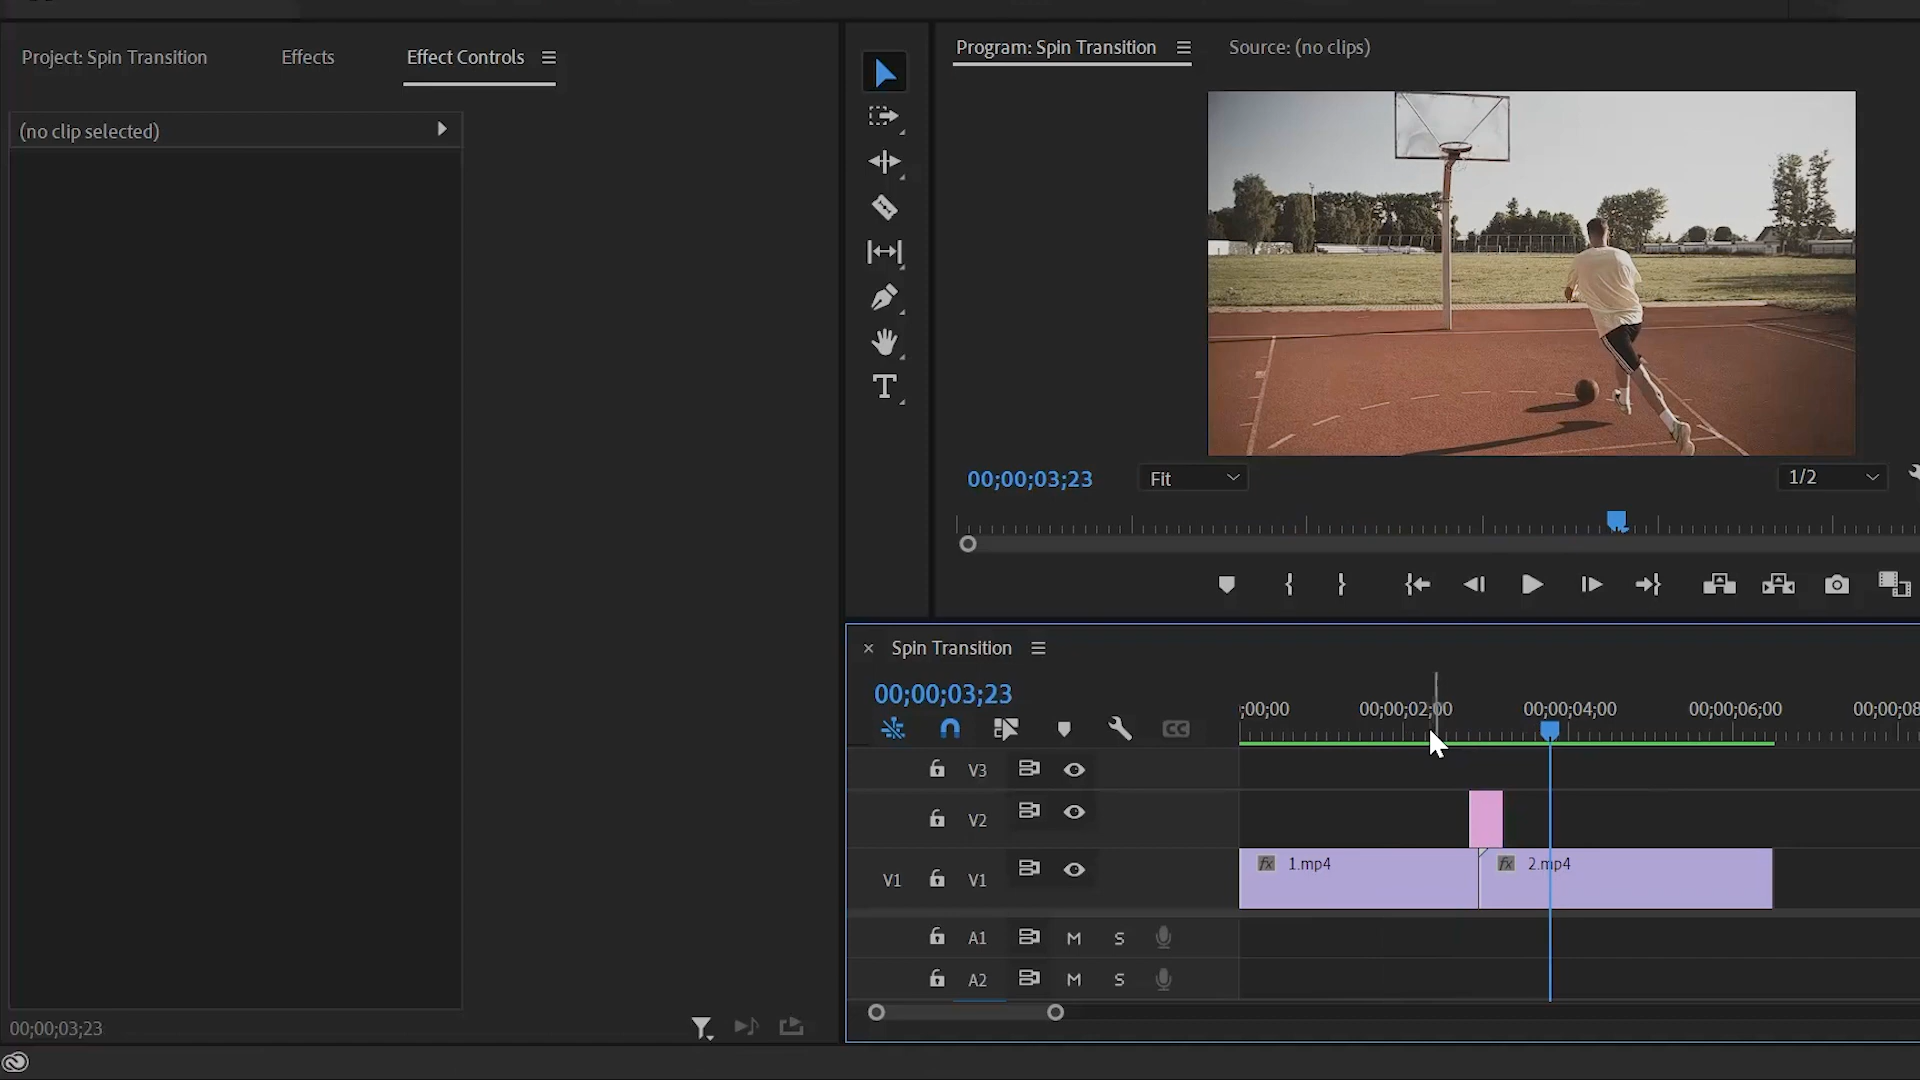 Project: Spin Transition
Effects
Effect Controls
(no clip selected)
00;00;03;23
Program: Spin Transition
Source: (no clips)
00;00;03;23
Fit
1/2
Spin Transition
00;00;03;23
;00;00
00;00;02;00
00;00;04;00
00;00;06;00
00;00;08
V3
V2
V1
V1
fx 1.mp4
fx 2.mp4
A1
M
S
A2
M
S
T
CC